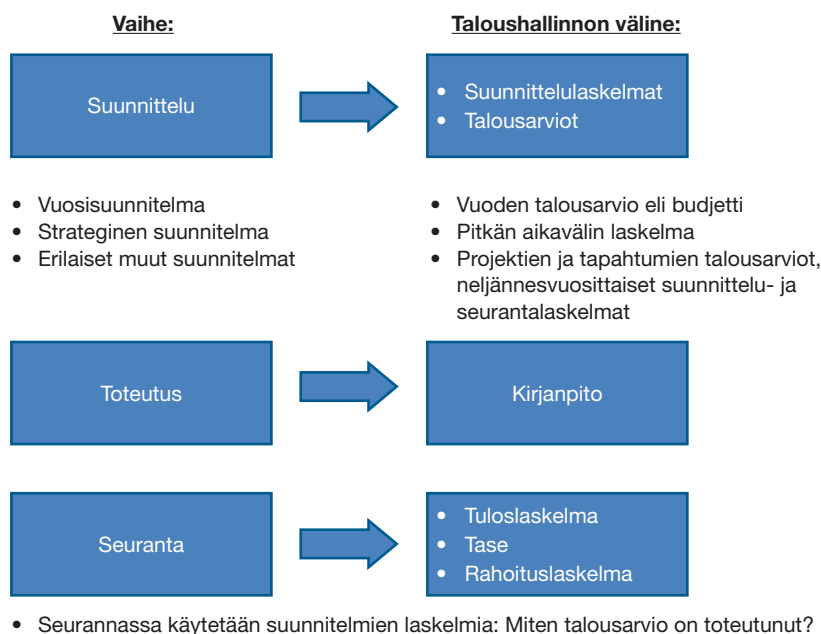 Vaihe:
Taloushallinnon väline:
Suunnittelu
• Suunnittelulaskelmat
• Talousarviot
• Vuosisuunnitelma
• Strateginen suunnitelma
• Erilaiset muut suunnitelmat
• Vuoden talousarvio eli budjetti
• Pitkän aikavälin laskelma
• Projektien ja tapahtumien talousarviot,
neljännesvuosittaiset suunnittelu- ja
seurantalaskelmat
Toteutus
Kirjanpito
Seuranta
• Tuloslaskelma
• Tase
• Rahoituslaskelma
• Seurannassa käytetään suunnitelmien laskelmia: Miten talousarvio on toteutunut?